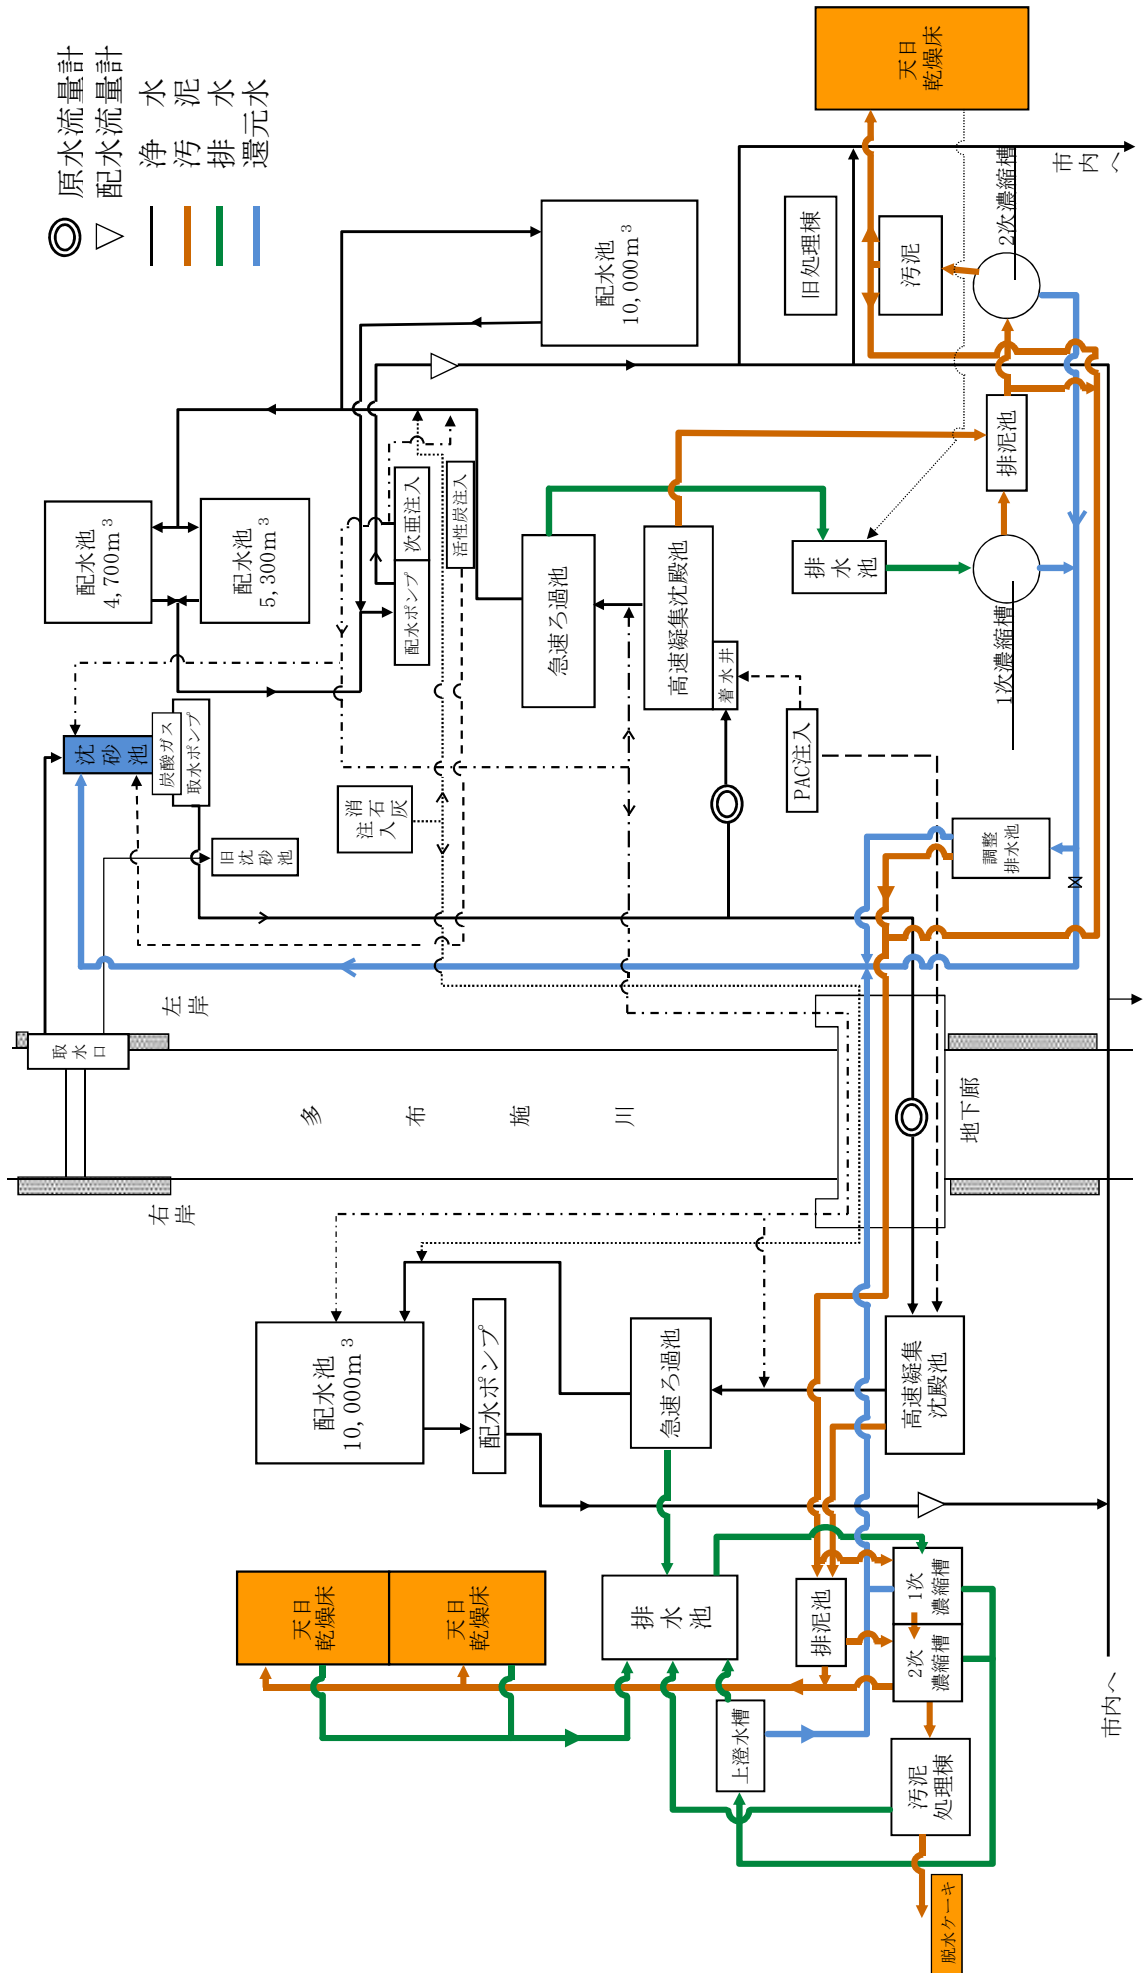 原水流量計
配水流量計
浄水
汚泥
排水
還元水
天日
乾燥床
市内へ
2次濃縮槽
旧処理棟
汚泥
配水池
10,000m³
排泥池
配水池
4,700m³
配水池
5,300m³
次亜注入
配水ポンプ
活性炭注入
急速ろ過池
高速凝集沈殿池
着水井
排水池
1次濃縮槽
沈砂池
炭酸ガス
取水ポンプ
旧沈砂池
消石灰
注入
PAC注入
調整
排水池
左岸
取水口
多布施川
地下廊
右岸
配水池
10,000m³
配水ポンプ
急速ろ過池
高速凝集
沈殿池
天日
乾燥床
天日
乾燥床
排水池
排泥池
1次
濃縮槽
2次
濃縮槽
上澄水槽
汚泥
処理棟
市内へ
脱水ケーキ